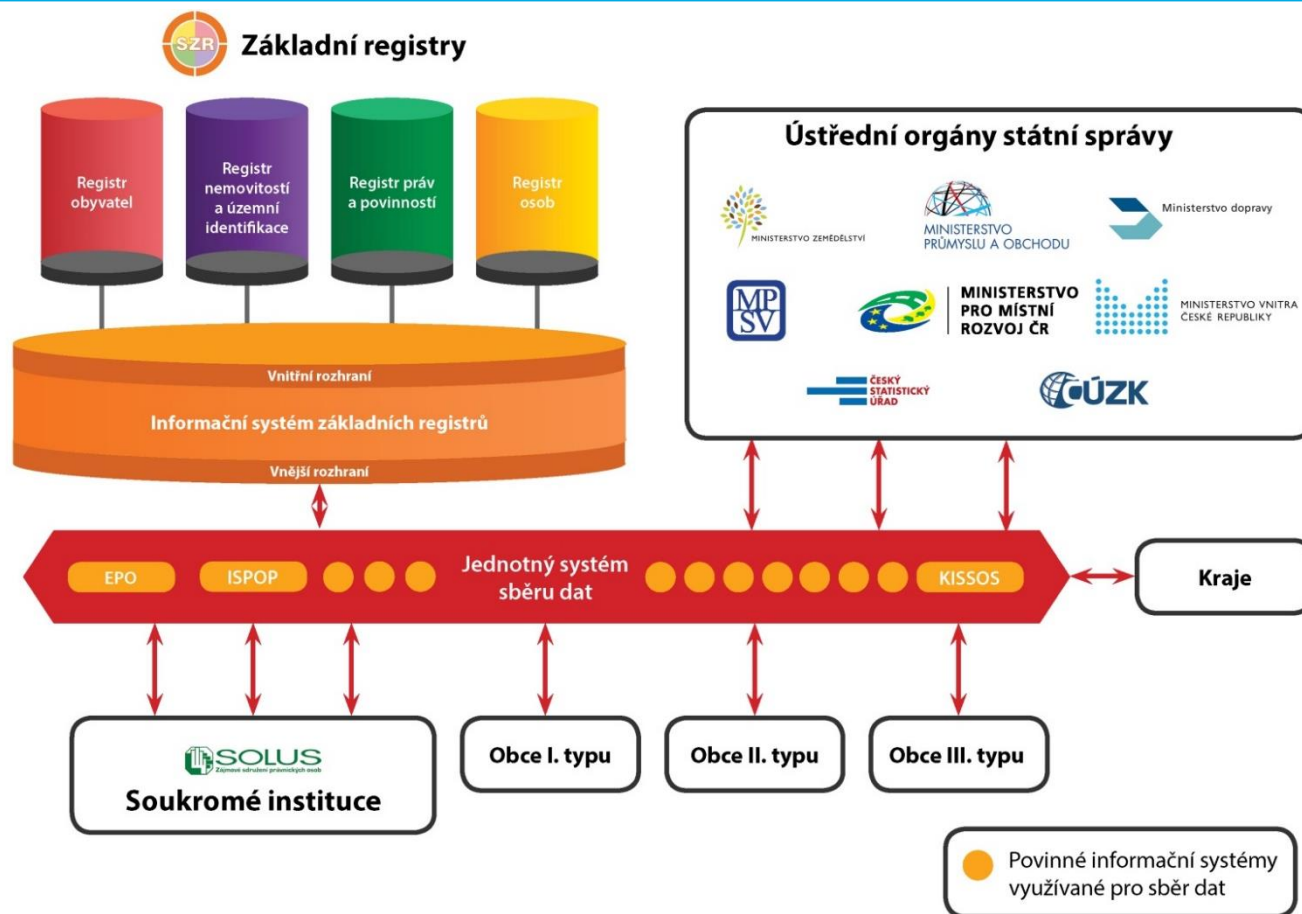 SZR
Základní registry
Registr
obyvatel
Registr
nemovitostí
a územní
identifikace
Registr práv
a povinností
Registr
osob
Vnitřní rozhraní
Informační systém základních registrů
Vnější rozhraní
Ústřední orgány státní správy
MINISTERSTVO ZEMĚDĚLSTVÍ
MINISTERSTVO
PRŮMYSLU A OBCHODU
Ministerstvo dopravy
MP
SV
MINISTERSTVO
PRO MÍSTNÍ
ROZVOJ ČR
MINISTERSTVO VNITRA
ČESKÉ REPUBLIKY
ČESKÝ
STATISTICKÝ
ÚŘAD
ČÚZK
EPO
ISPOP
Jednotný systém
sběru dat
KISSOS
Kraje
SOLUS
Zájmové sdružení právnických osob
Soukromé instituce
Obce I. typu
Obce II. typu
Obce III. typu
Povinné informační systémy
využívané pro sběr dat